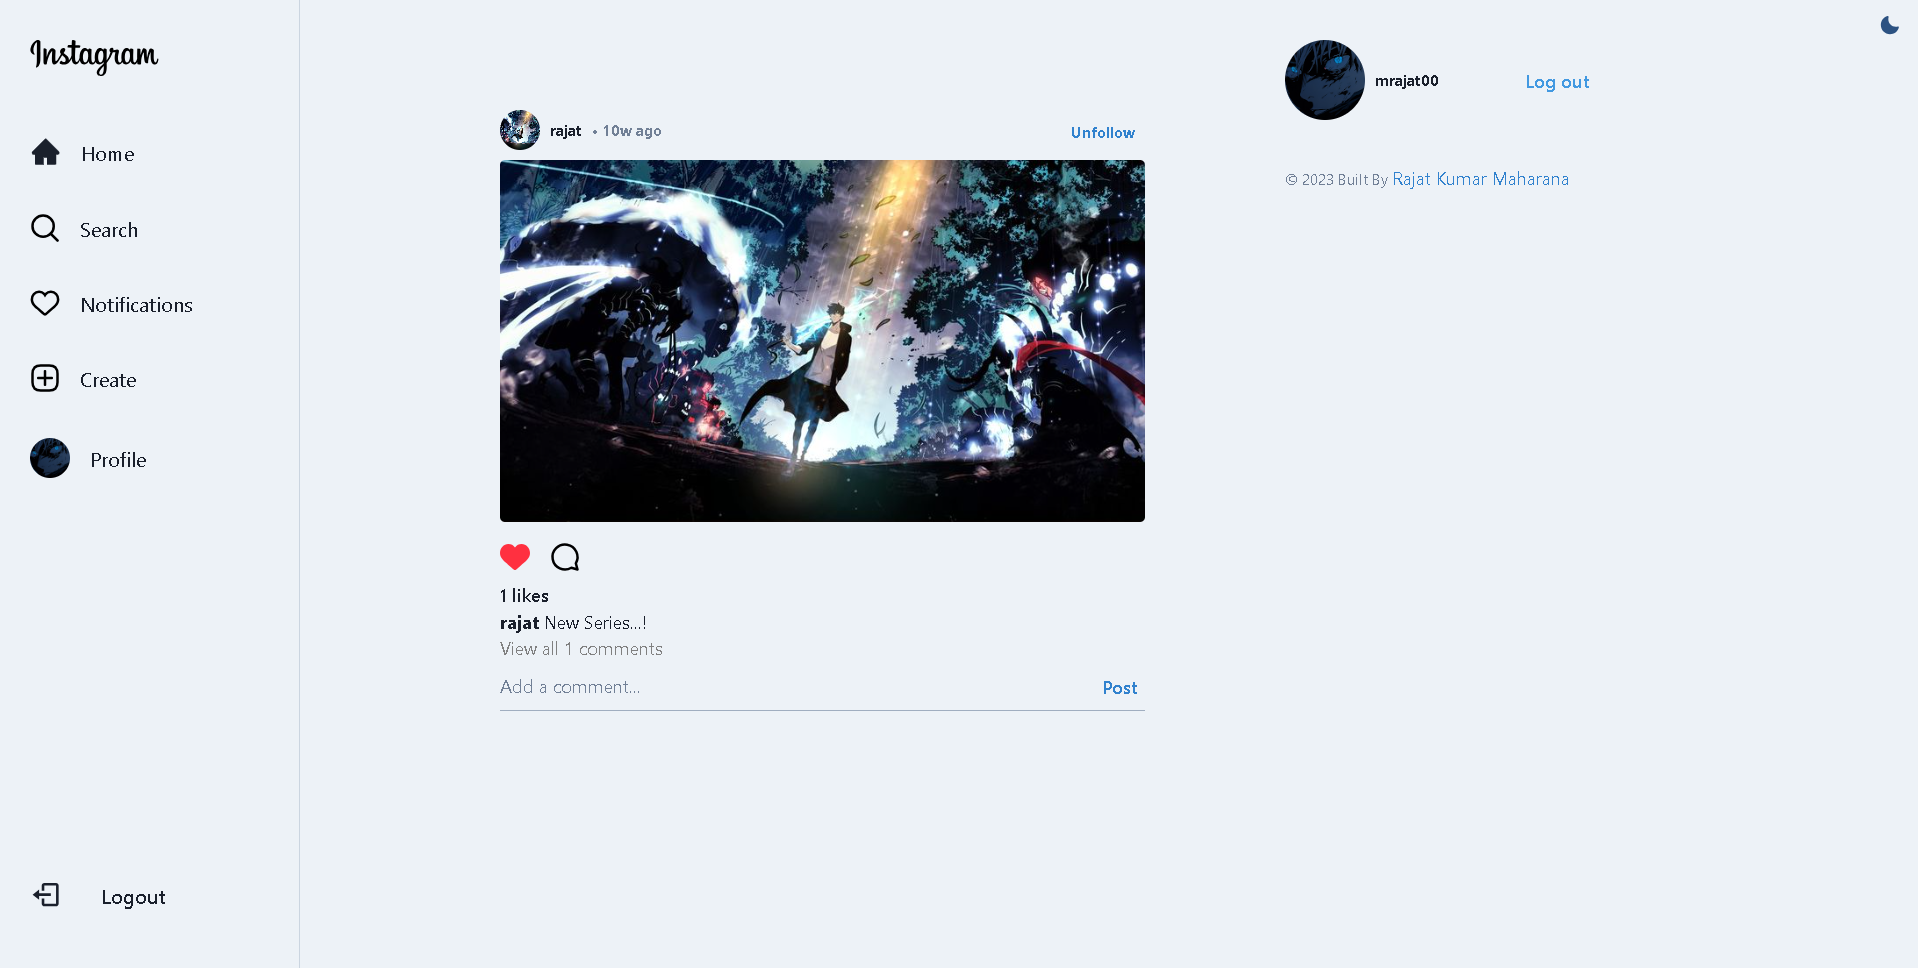 Instagram
Home
Search
Notifications
Create
Profile
Logout
rajat • 10w ago
Unfollow
1 likes
rajat New Series...!
View all 1 comments
Add a comment...
Post
mrajat00
Log out
© 2023 Built By Rajat Kumar Maharana